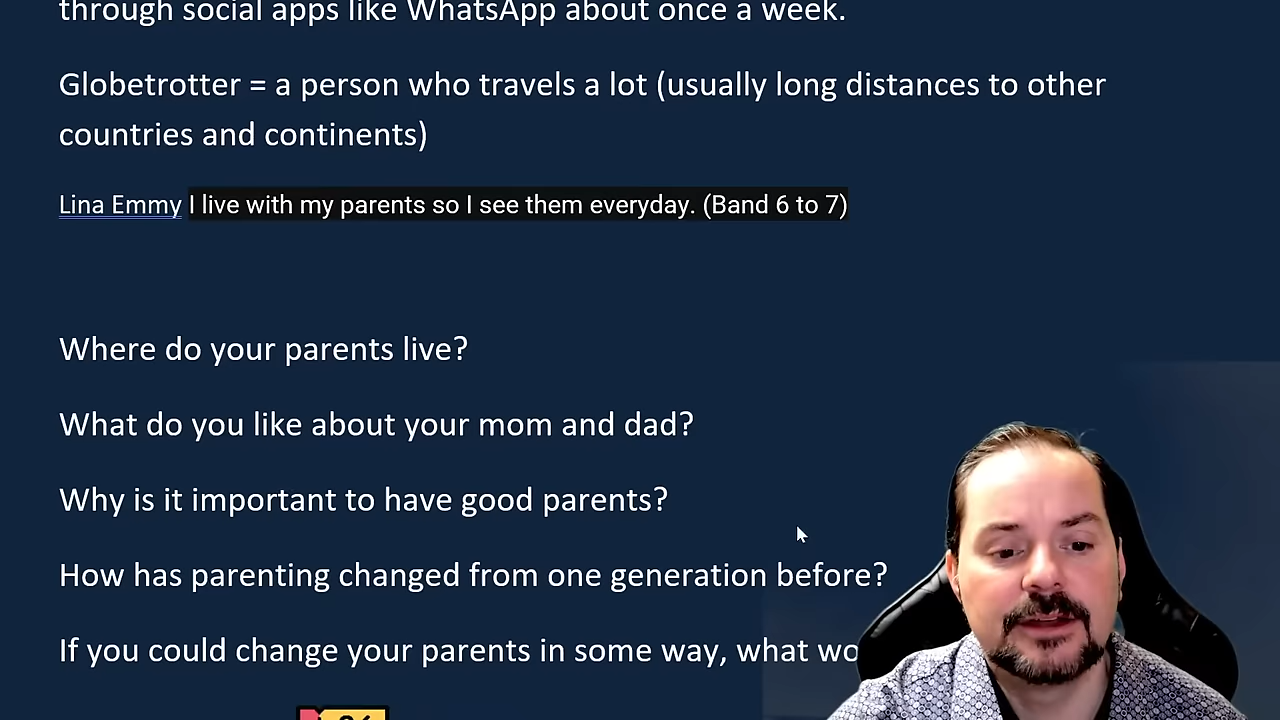 through social apps like WhatsApp about once a week.
Globetrotter = a person who travels a lot (usually long distances to other
countries and continents)
Lina Emmy I live with my parents so I see them everyday. (Band 6 to 7)
Where do your parents live?
What do you like about your mom and dad?
Why is it important to have good parents?
How has parenting changed from one generation before?
If you could change your parents in some way, what wo